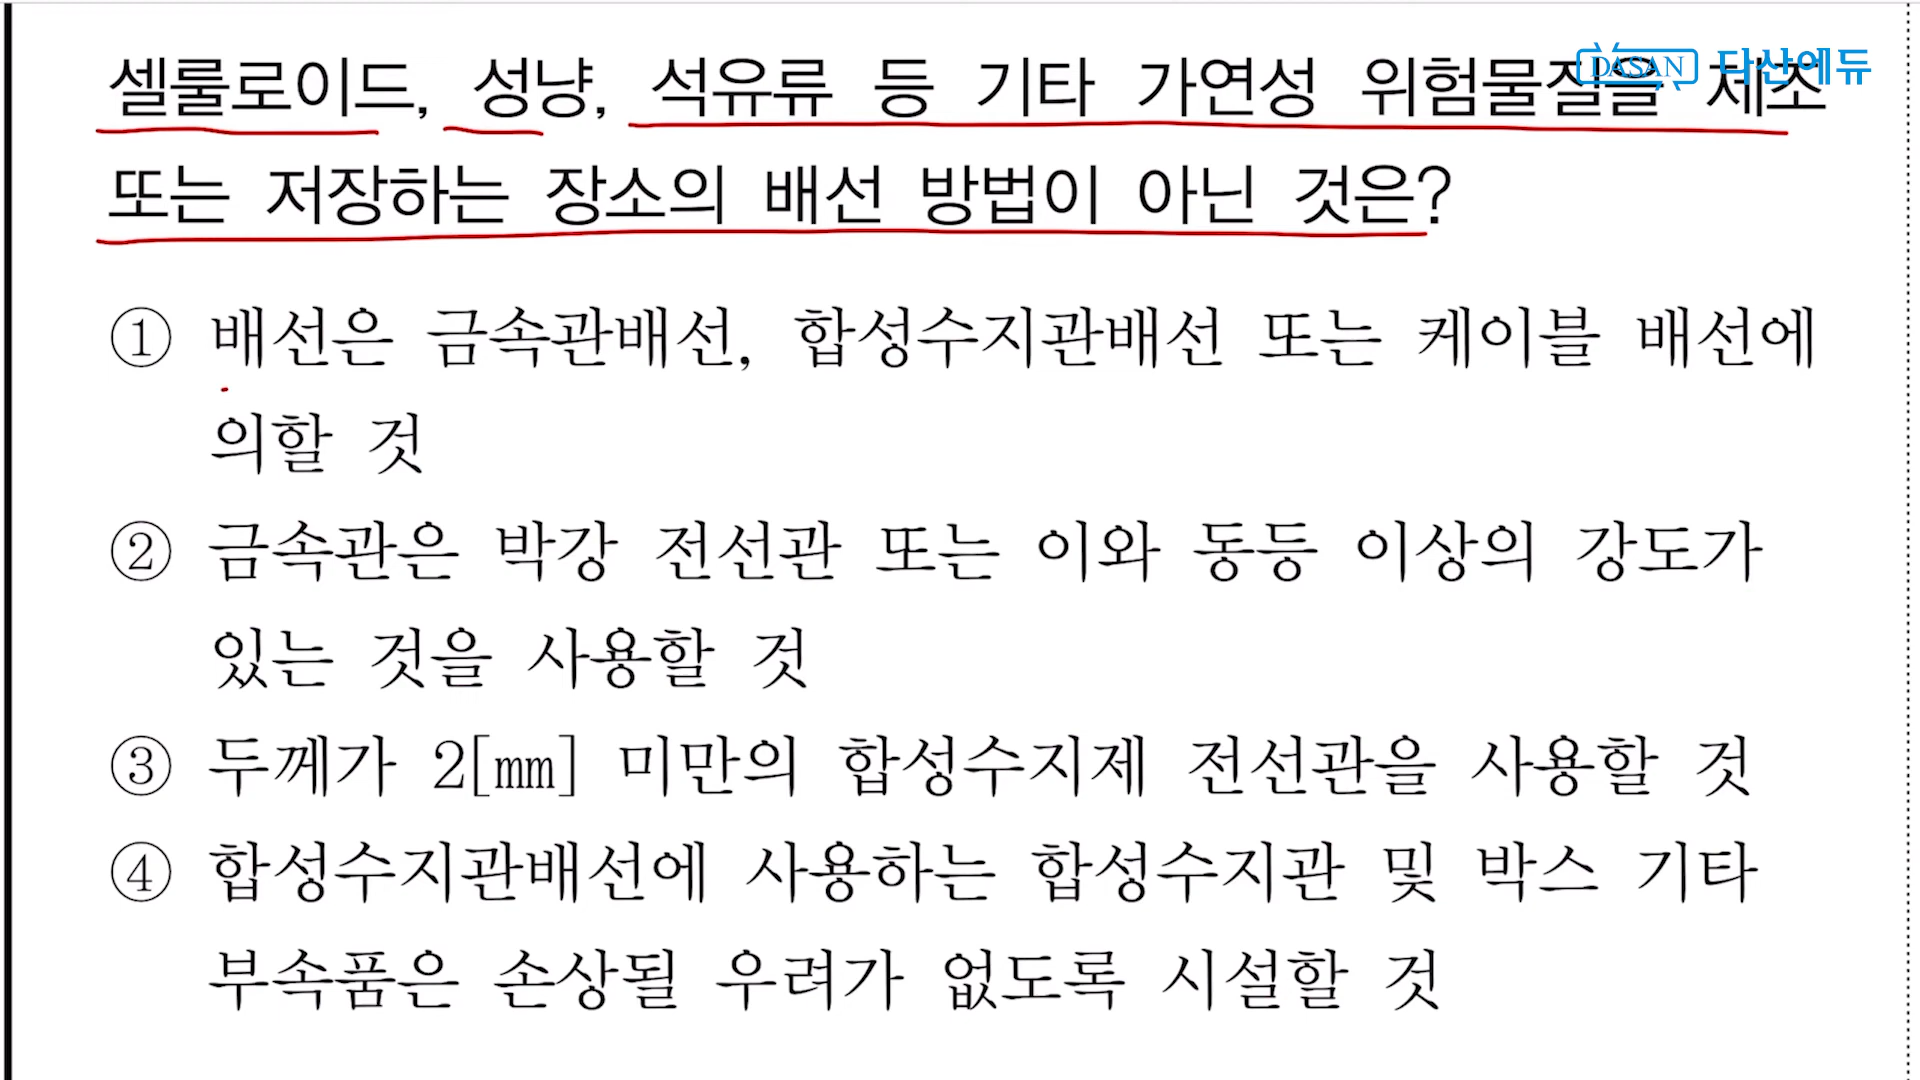 셀룰로이드, 성냥, 석유류 등 기타 가연성 위험물질을 제조
DASAN 다산에듀
또는 저장하는 장소의 배선 방법이 아닌 것은?
① 배선은 금속관배선, 합성수지관배선 또는 케이블 배선에
의할 것
② 금속관은 박강 전선관 또는 이와 동등 이상의 강도가
있는 것을 사용할 것
③ 두께가 2[mm] 미만의 합성수지제 전선관을 사용할 것
④ 합성수지관배선에 사용하는 합성수지관 및 박스 기타
부속품은 손상될 우려가 없도록 시설할 것